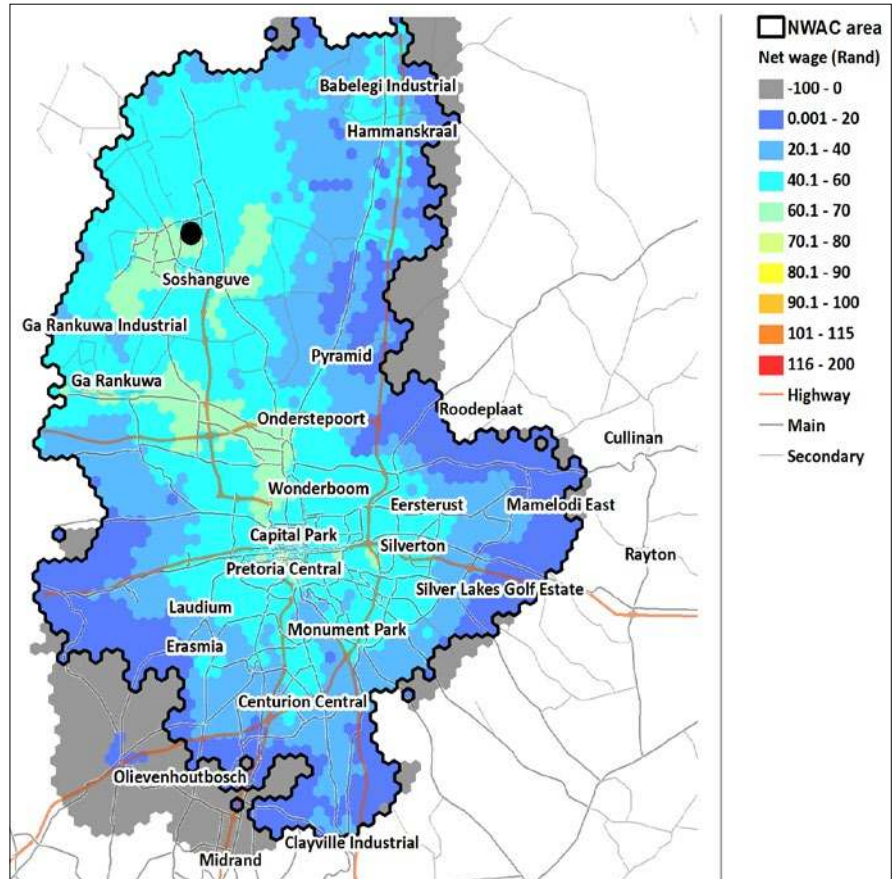 NWAC area
Net wage (Rand)
-100 - 0
0.001 - 20
20.1 - 40
40.1 - 60
60.1 - 70
70.1 - 80
80.1 - 90
90.1 - 100
101 - 115
116 - 200
Highway
Main
Secondary
Babelegi Industrial
Hammanskraal
Soshanguve
Ga Rankuwa Industrial
Pyramid
Ga Rankuwa
Roodeplaat
Onderstepoort
Cullinan
Wonderboom
Eersterust
Mamelodi East
Capital Park
Silverton
Rayton
Pretoria Central
Silver Lakes Golf Estate
Laudium
Monument Park
Erasmia
Centurion Central
Olievenhoutbosch
Clayville Industrial
Midrand